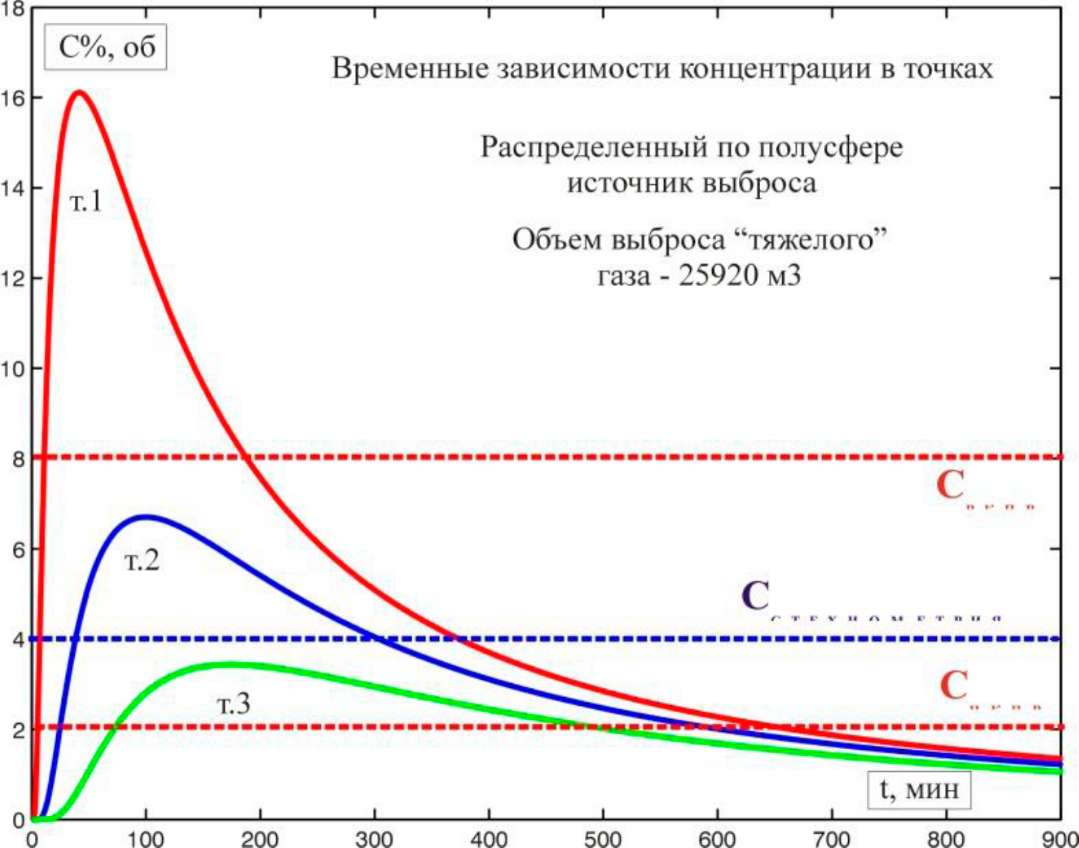 18
C%, об
Временные зависимости концентрации в точках
16
Распределенный по полусфере
источник выброса
14
т.1
Объем выброса “тяжелого”
газа - 25920 м3
12
10
8
С
6
т.2
С
4
С
т.3
2
t, мин
0
0 100 200 300 400 500 600 700 800 900